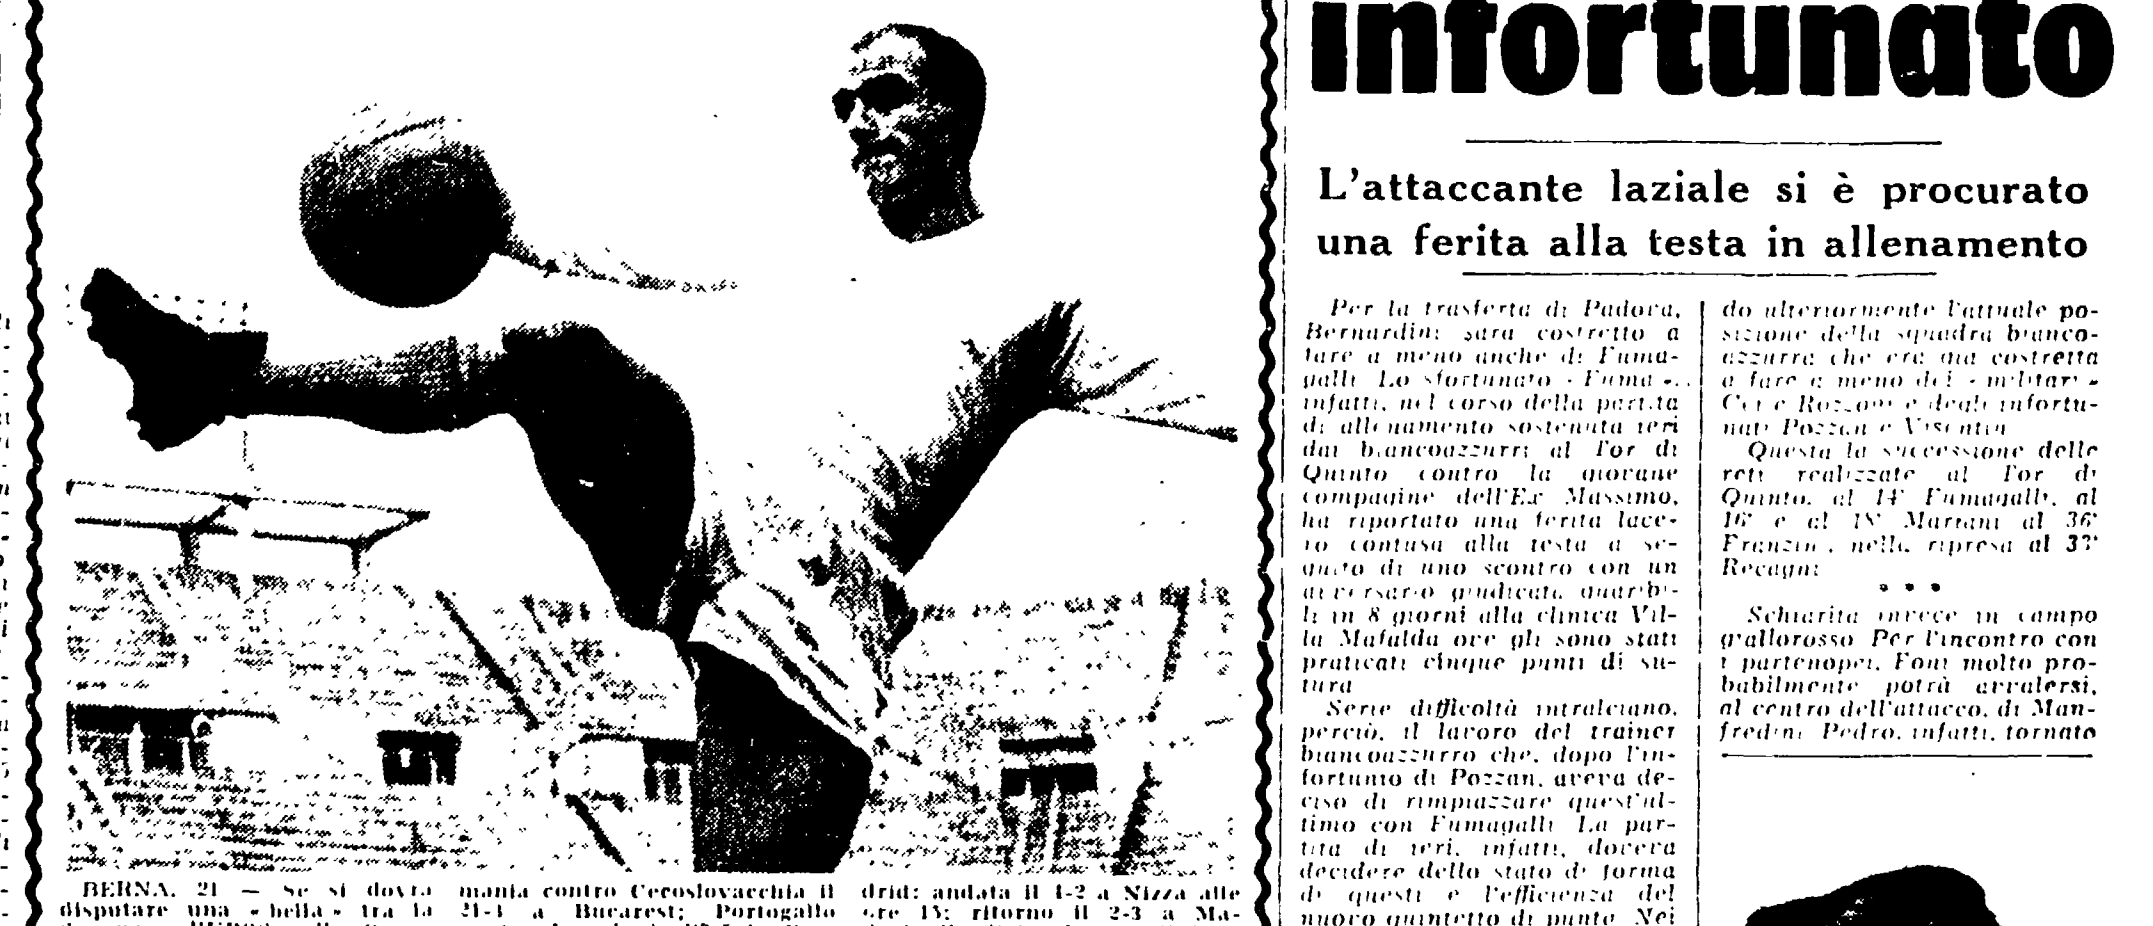 infortunato
L'attaccante laziale si è procurato
una ferita alla testa in allenamento
Per la trasferta di Padova,
Bernardini sarà costretto a
fare a meno anche di Fuma-
galli. Lo sfortunato « Fuma »,
infatti, nel corso della partita
di allenamento sostenuta ieri
dai biancoazzurri al Tor di
Quinto contro la giovane
compagine dell'Ex Massimo,
ha riportato una ferita lace-
ro contusa alla testa a se-
guito di uno scontro con un
avversario giudicata guaribi-
li in 8 giorni alla clinica Vil-
la Mafalda ove gli sono stati
praticati cinque punti di su-
tura
Serie difficoltà intralciano,
perciò, il lavoro del trainer
biancoazzurro che, dopo l'in-
fortunio di Pozzan, aveva de-
ciso di rimpiazzare quest'ul-
timo con Fumagalli La par-
tita di ieri, infatti, doveva
decidere dello stato di forma
di questi e l'efficienza del
nuovo quintetto di punte Nei
do ulteriormente l'attuale po-
sizione della squadra bianco-
azzurra che era già costretta
a fare a meno dei « militari »
Cei e Rozzoni e degli infortu-
nati Pozzan e Visentin
Questa la successione delle
reti realizzate al Tor di
Quinto. al 14' Fumagalli, al
16' e al 18' Mariani al 36'
Franzini, nella ripresa al 33'
Recagni
* * *
Schiarita invece in campo
giallorosso Per l'incontro con
i partenopei, Foni molto pro-
babilmente potrà avvalersi,
al centro dell'attacco, di Man-
fredini Pedro, infatti, tornato
BERNA, 21 — Se si dovrà
disputare una « bella » tra la
mania contro Cecoslovacchia il
21-4 a Bucarest; Portogallo
drid: andata il 4-2 a Nizza alle
ore 15; ritorno il 2-3 a Ma-